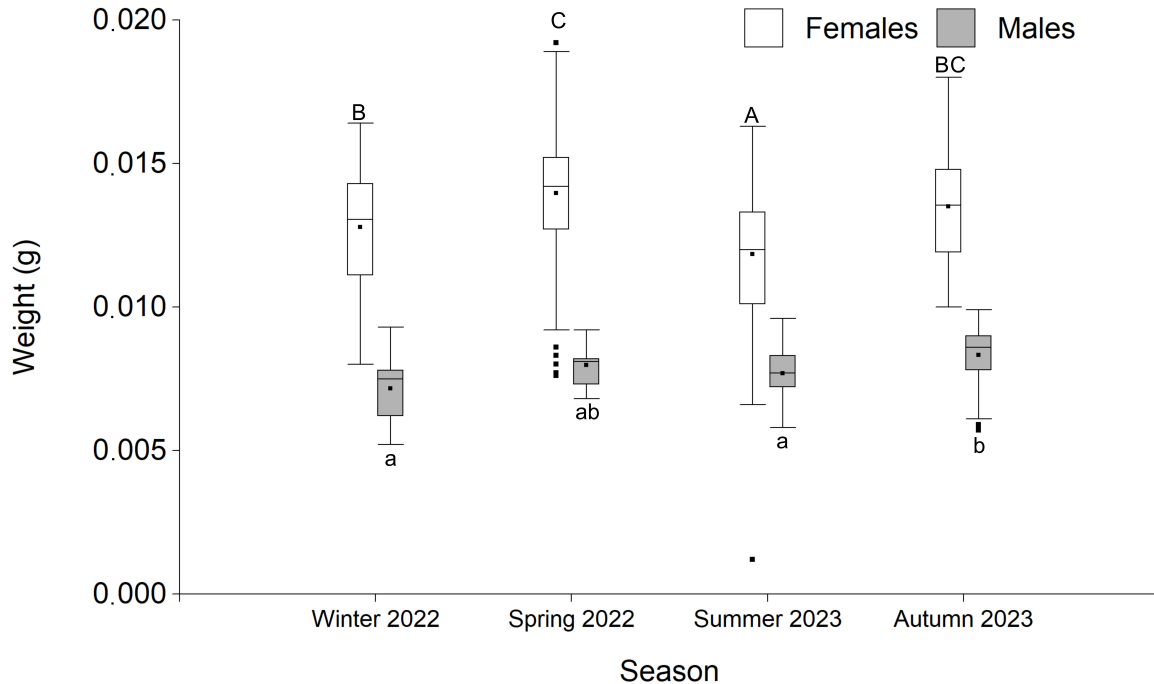 Females Males
0.020
0.015
0.010
0.005
0.000
Weight (g)
B
C
A
BC
a
ab
a
b
Winter 2022
Spring 2022
Summer 2023
Autumn 2023
Season